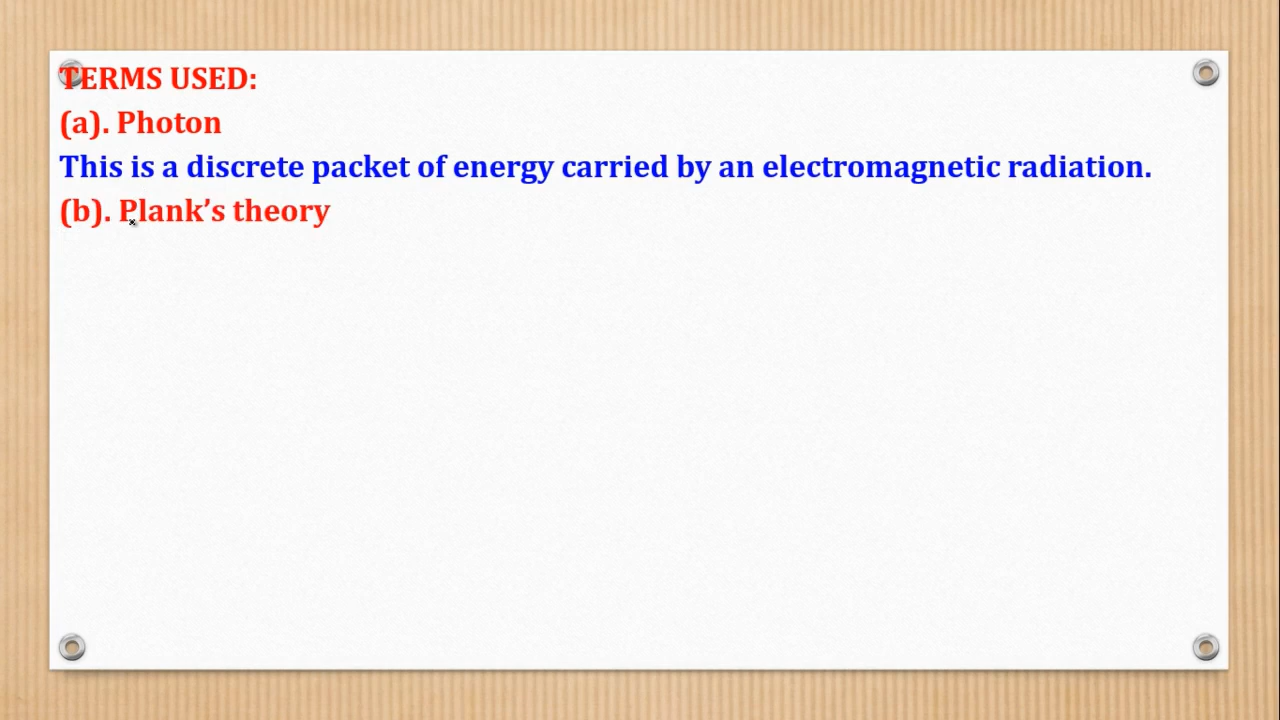 TERMS USED:
(a). Photon
This is a discrete packet of energy carried by an electromagnetic radiation.
(b). Plank’s theory